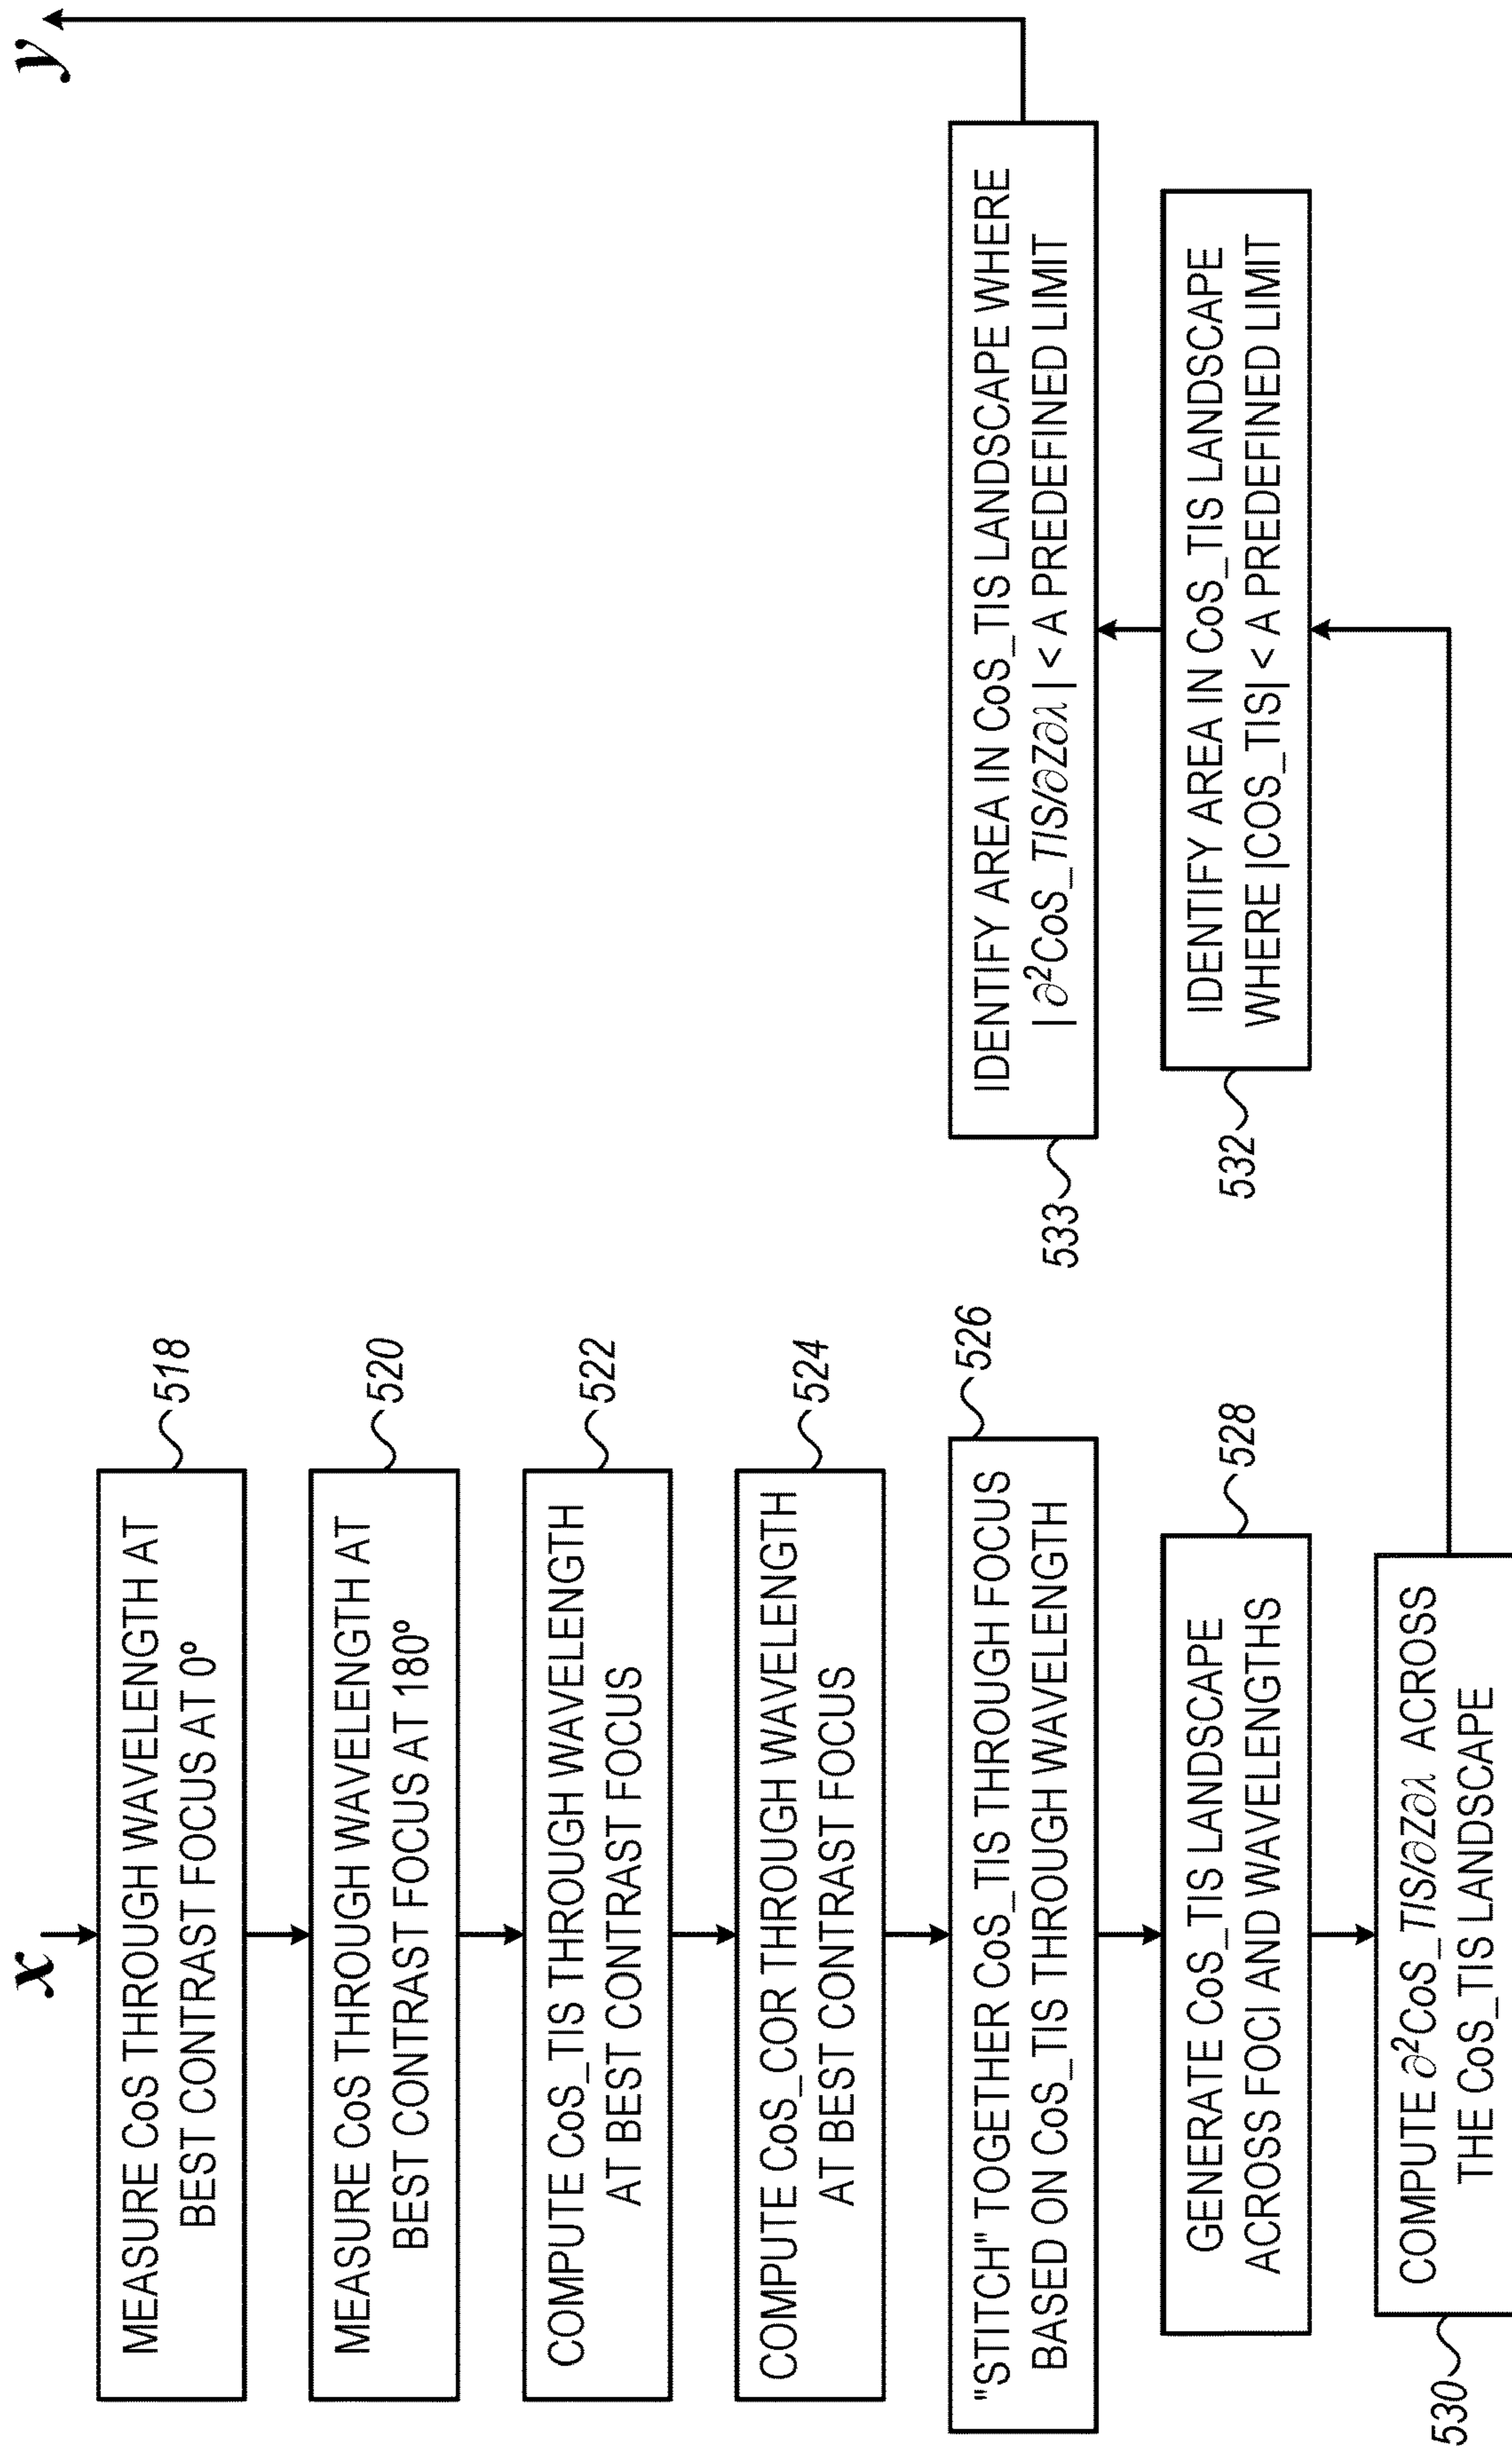 x
MEASURE CoS THROUGH WAVELENGTH AT
BEST CONTRAST FOCUS AT 0º
518
MEASURE CoS THROUGH WAVELENGTH AT
BEST CONTRAST FOCUS AT 180º
520
COMPUTE CoS_TIS THROUGH WAVELENGTH
AT BEST CONTRAST FOCUS
522
COMPUTE CoS_COR THROUGH WAVELENGTH
AT BEST CONTRAST FOCUS
524
"STITCH" TOGETHER CoS_TIS THROUGH FOCUS
BASED ON CoS_TIS THROUGH WAVELENGTH
526
GENERATE CoS_TIS LANDSCAPE
ACROSS FOCI AND WAVELENGTHS
528
COMPUTE ∂²CoS_TIS/∂Z∂λ ACROSS
THE CoS_TIS LANDSCAPE
530
IDENTIFY AREA IN CoS_TIS LANDSCAPE
WHERE |COS_TIS| < A PREDEFINED LIMIT
532
IDENTIFY AREA IN CoS_TIS LANDSCAPE WHERE
| ∂²CoS_TIS/∂Z∂λ | < A PREDEFINED LIMIT
533
y